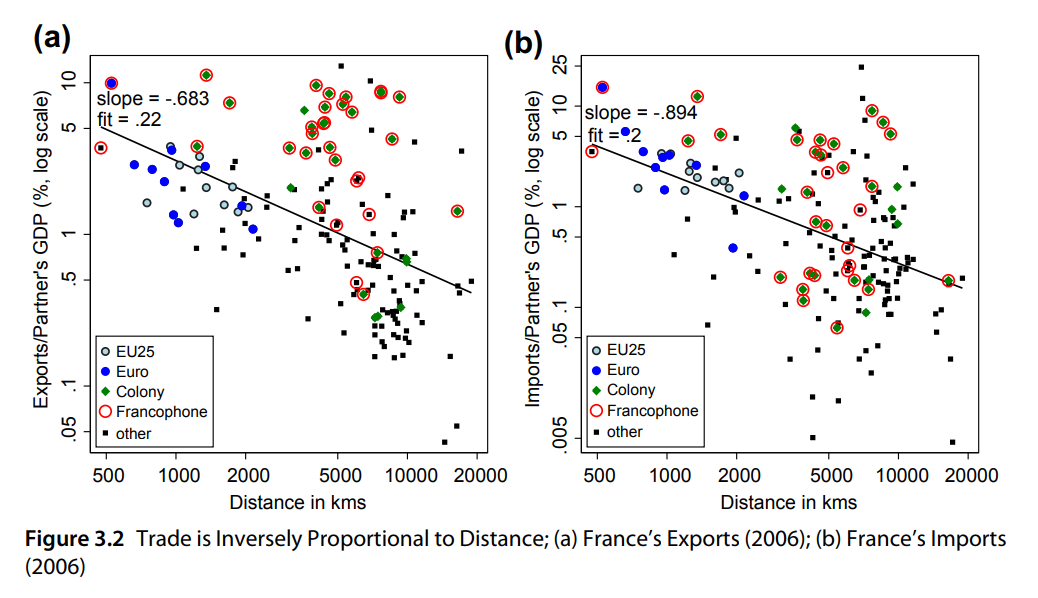 (a)
Exports/Partner's GDP (%, log scale)
10
5
1
.5
.1
.05
slope = -.683
fit = .22
EU25
Euro
Colony
Francophone
other
500 1000 2000 5000 10000 20000
Distance in kms
(b)
Imports/Partner's GDP (%, log scale)
25
10
5
1
.5
.1
.05
.005
slope = -.894
fit = .2
EU25
Euro
Colony
Francophone
other
500 1000 2000 5000 10000 20000
Distance in kms
Figure 3.2 Trade is Inversely Proportional to Distance; (a) France's Exports (2006); (b) France's Imports
(2006)